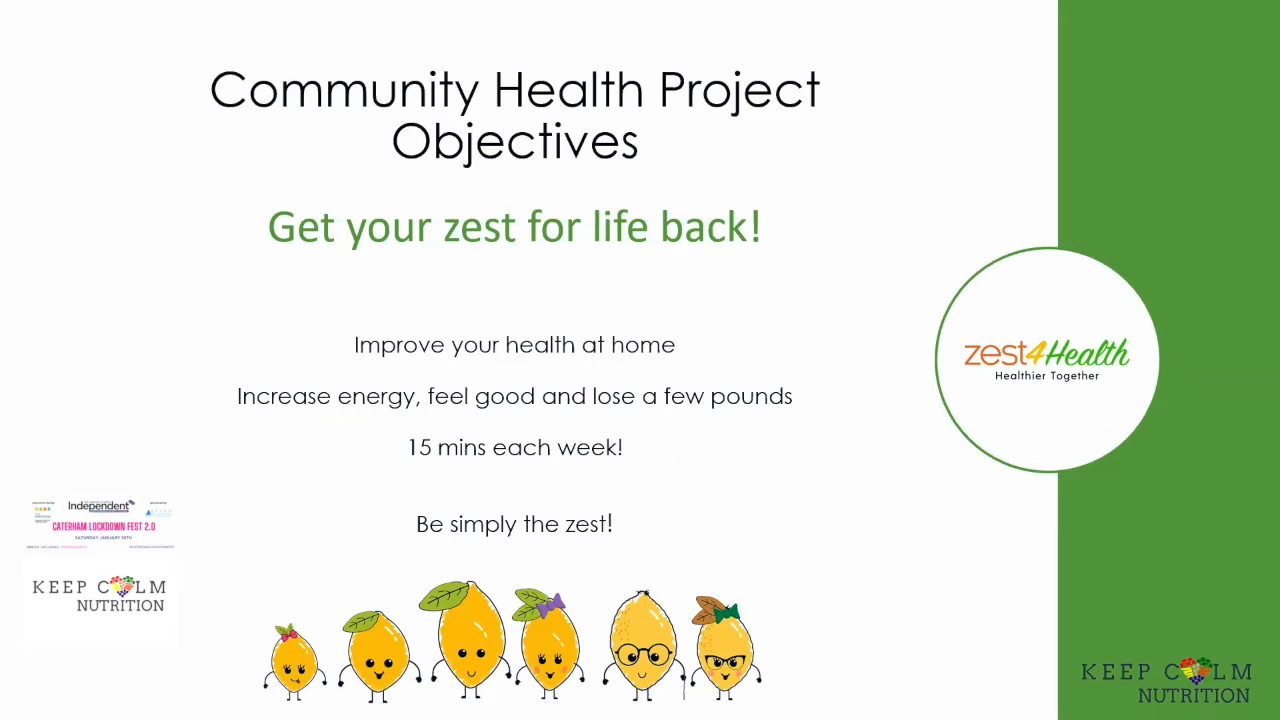 Community Health Project
Objectives
Get your zest for life back!
Improve your health at home
Increase energy, feel good and lose a few pounds
15 mins each week!
Be simply the zest!
zest4Health
Healthier Together
Independent
CATERHAM LOCKDOWN FEST 2.0
SATURDAY JANUARY 30TH
KEEP CALM
NUTRITION
KEEP CALM
NUTRITION